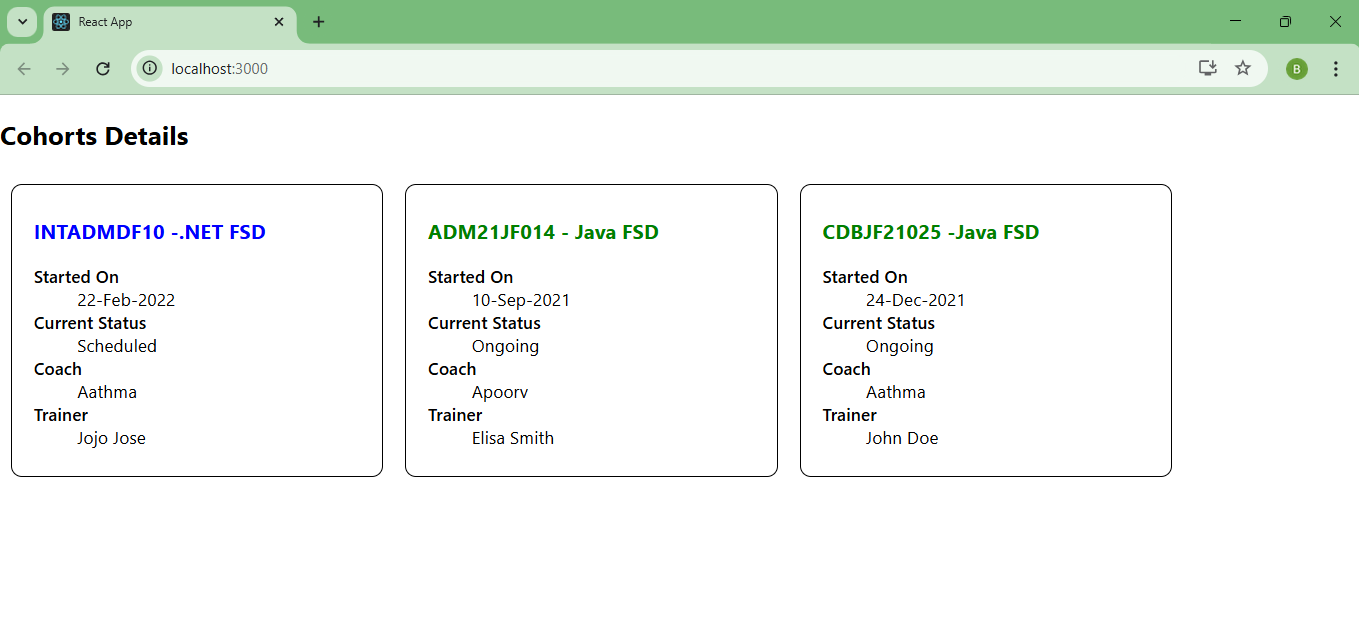 React App
localhost:3000
B
Cohorts Details
INTADMDF10 -.NET FSD
Started On
22-Feb-2022
Current Status
Scheduled
Coach
Aathma
Trainer
Jojo Jose
ADM21JF014 - Java FSD
Started On
10-Sep-2021
Current Status
Ongoing
Coach
Apoorv
Trainer
Elisa Smith
CDBJF21025 -Java FSD
Started On
24-Dec-2021
Current Status
Ongoing
Coach
Aathma
Trainer
John Doe